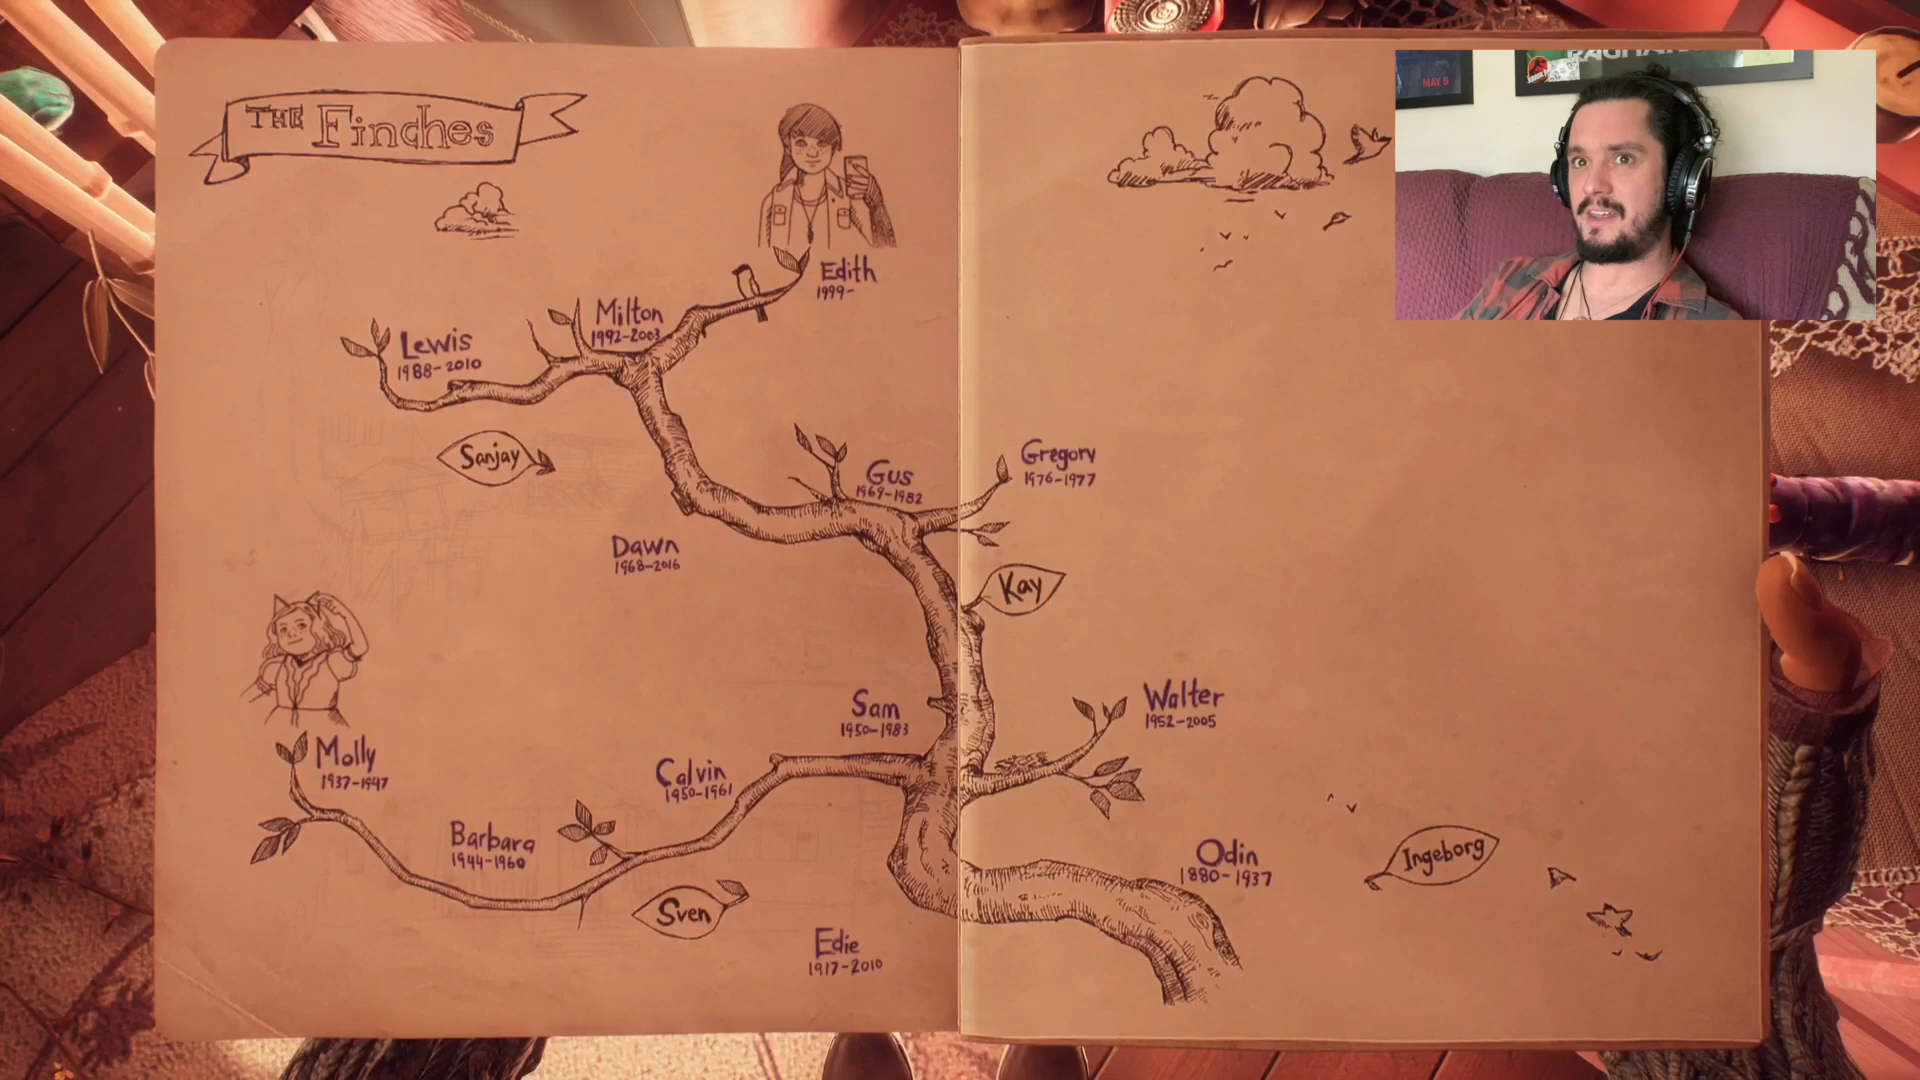 THE Finches
MAY 5
Edith
1999-
Milton
1992-2003
Lewis
1988-2010
Sanjay
Gus
1969-1982
Gregory
1976-1977
Dawn
1968-2016
Kay
Sam
1950-1983
Walter
1952-2005
Molly
1937-1947
Calvin
1950-1961
Barbara
1944-1960
Sven
Odin
1880-1937
Ingeborg
Edie
1917-2010